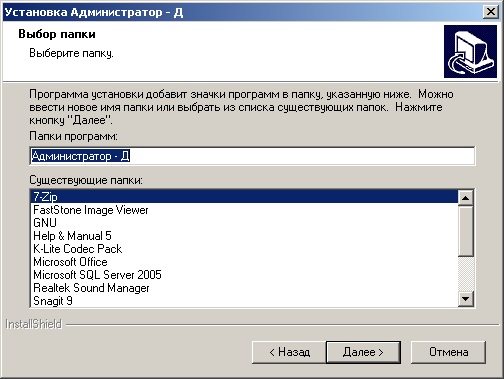 Установка Администратор - Д
Выбор папки
Выберите папку.
Программа установки добавит значки программ в папку, указанную ниже. Можно
ввести новое имя папки или выбрать из списка существующих папок. Нажмите
кнопку "Далее".
Папки программ:
Администратор - Д
Существующие папки:
7-Zip
FastStone Image Viewer
GNU
Help & Manual 5
K-Lite Codec Pack
Microsoft Office
Microsoft SQL Server 2005
Realtek Sound Manager
Snagit 9
InstallShield
< Назад
Далее >
Отмена